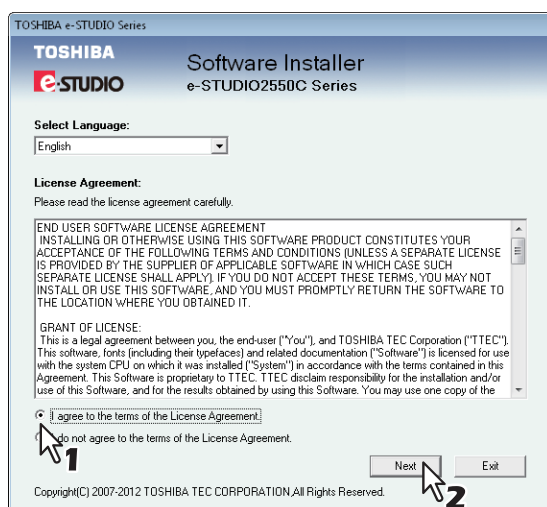 TOSHIBA e-STUDIO Series
TOSHIBA
e-STUDIO
Software Installer
e-STUDIO2550C Series
Select Language:
English
License Agreement:
Please read the license agreement carefully.
END USER SOFTWARE LICENSE AGREEMENT
INSTALLING OR OTHERWISE USING THIS SOFTWARE PRODUCT CONSTITUTES YOUR
ACCEPTANCE OF THE FOLLOWING TERMS AND CONDITIONS (UNLESS A SEPARATE LICENSE
IS PROVIDED BY THE SUPPLIER OF APPLICABLE SOFTWARE IN WHICH CASE SUCH
SEPARATE LICENSE SHALL APPLY). IF YOU DO NOT ACCEPT THESE TERMS, YOU MAY NOT
INSTALL OR USE THIS SOFTWARE, AND YOU MUST PROMPTLY RETURN THE SOFTWARE TO
THE LOCATION WHERE YOU OBTAINED IT.
GRANT OF LICENSE:
This is a legal agreement between you, the end-user ("You"), and TOSHIBA TEC Corporation ("TTEC").
This software, fonts (including their typefaces) and related documentation ("Software") is licensed for use
with the system CPU on which it was installed ("System") in accordance with the terms contained in this
Agreement. This Software is proprietary to TTEC. TTEC disclaim responsibility for the installation and/or
use of this Software, and for the results obtained by using this Software. You may use one copy of the
I agree to the terms of the License Agreement.
do not agree to the terms of the License Agreement.
1
Next
Exit
2
Copyright(C) 2007-2012 TOSHIBA TEC CORPORATION,All Rights Reserved.